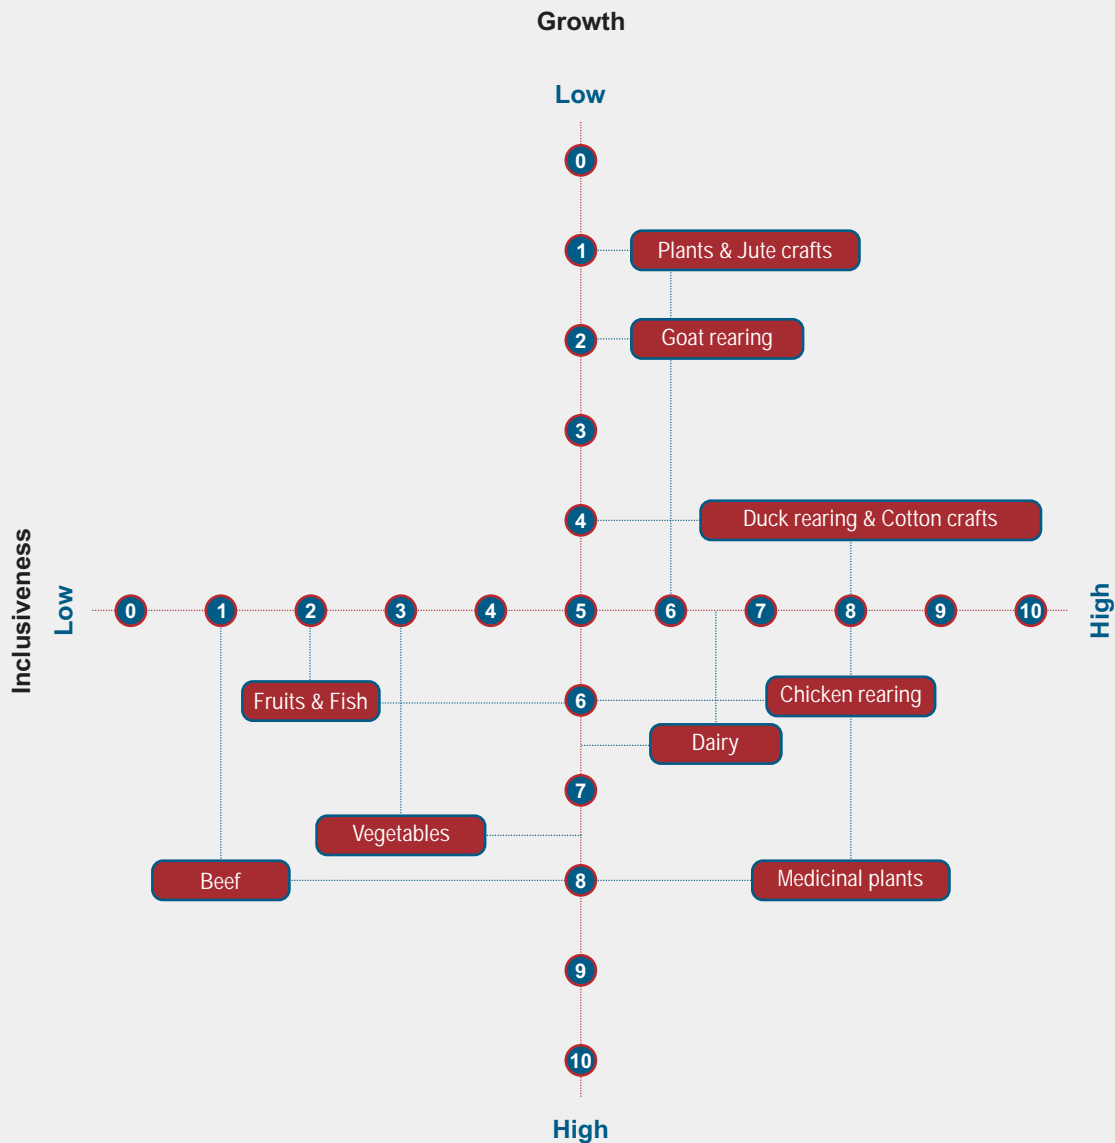 Growth
Low
0
1
Plants & Jute crafts
2
Goat rearing
3
4
Duck rearing & Cotton crafts
Inclusiveness
Low
0
1
2
3
4
5
6
7
8
9
10
High
Fruits & Fish
6
Chicken rearing
Dairy
7
Vegetables
Beef
8
Medicinal plants
9
10
High